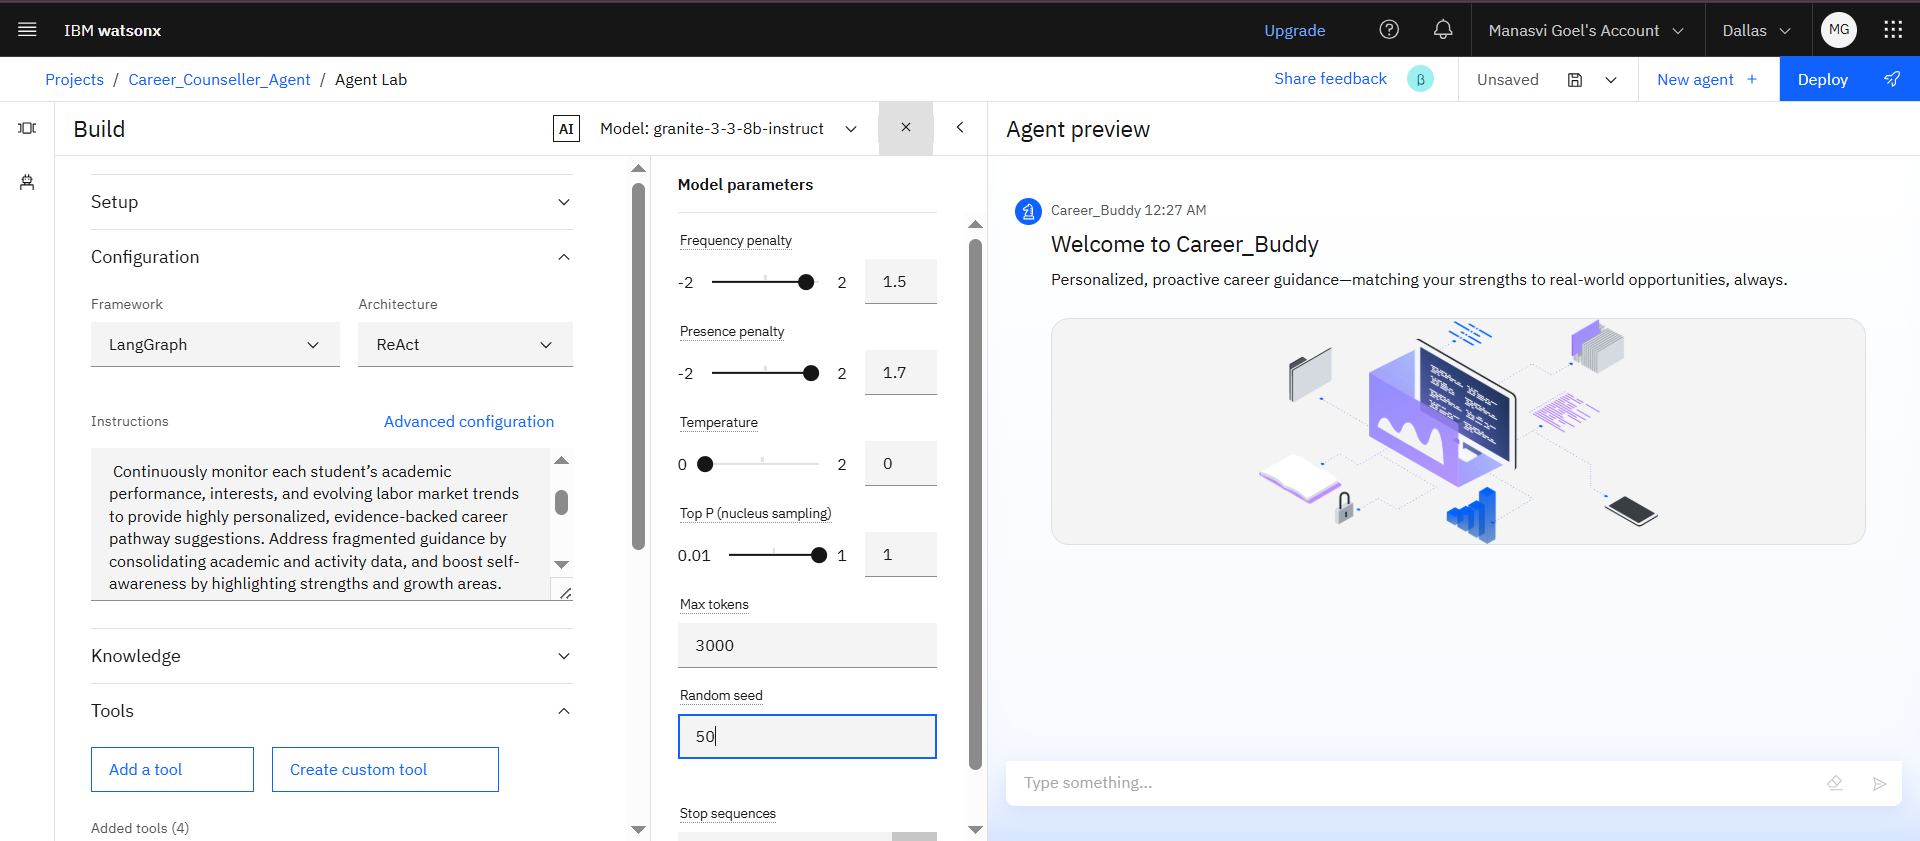 IBM watsonx
Upgrade
Manasvi Goel's Account
Dallas
MG
Projects / Career_Counseller_Agent / Agent Lab
Share feedback
β
Unsaved
New agent +
Deploy
Build
AI
Model: granite-3-3-8b-instruct
Agent preview
Setup
Configuration
Framework
Architecture
LangGraph
ReAct
Instructions
Advanced configuration
Continuously monitor each student’s academic
performance, interests, and evolving labor market trends
to provide highly personalized, evidence-backed career
pathway suggestions. Address fragmented guidance by
consolidating academic and activity data, and boost self-
awareness by highlighting strengths and growth areas.
Knowledge
Tools
Add a tool
Create custom tool
Added tools (4)
Model parameters
Frequency penalty
-2 2 1.5
Presence penalty
-2 2 1.7
Temperature
0 2 0
Top P (nucleus sampling)
0.01 1 1
Max tokens
3000
Random seed
50
Stop sequences
Career_Buddy 12:27 AM
Welcome to Career_Buddy
Personalized, proactive career guidance—matching your strengths to real-world opportunities, always.
Type something...